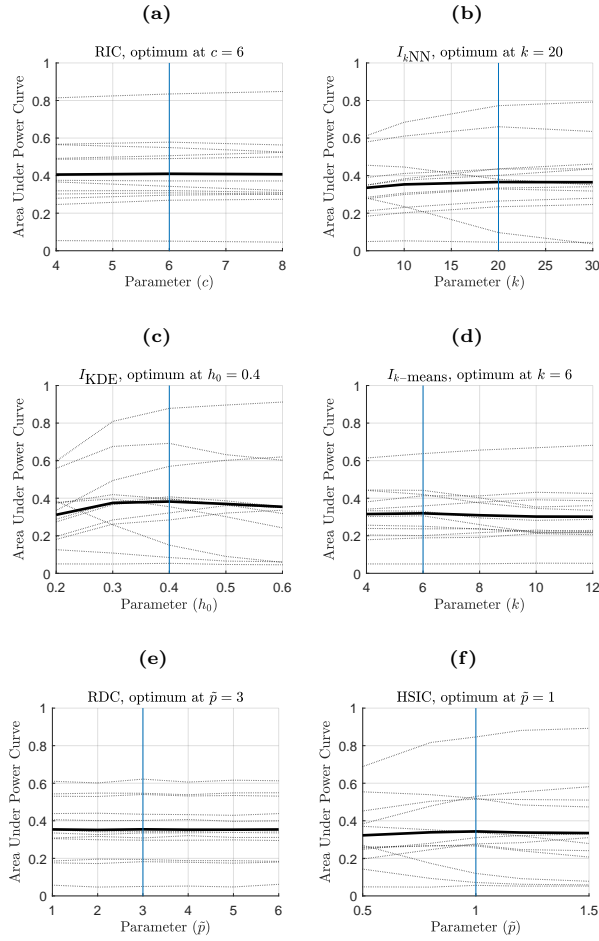 (a)
RIC, optimum at c = 6
Area Under Power Curve
1
0.8
0.6
0.4
0.2
0
4 5 6 7 8
Parameter (c)
(b)
I_kNN, optimum at k = 20
Area Under Power Curve
1
0.8
0.6
0.4
0.2
0
10 15 20 25 30
Parameter (k)
(c)
I_KDE, optimum at h_0 = 0.4
Area Under Power Curve
1
0.8
0.6
0.4
0.2
0
0.2 0.3 0.4 0.5 0.6
Parameter (h_0)
(d)
I_k−means, optimum at k = 6
Area Under Power Curve
1
0.8
0.6
0.4
0.2
0
4 6 8 10 12
Parameter (k)
(e)
RDC, optimum at p̃ = 3
Area Under Power Curve
1
0.8
0.6
0.4
0.2
0
1 2 3 4 5 6
Parameter (p̃)
(f)
HSIC, optimum at p̃ = 1
Area Under Power Curve
1
0.8
0.6
0.4
0.2
0
0.5 1 1.5
Parameter (p̃)